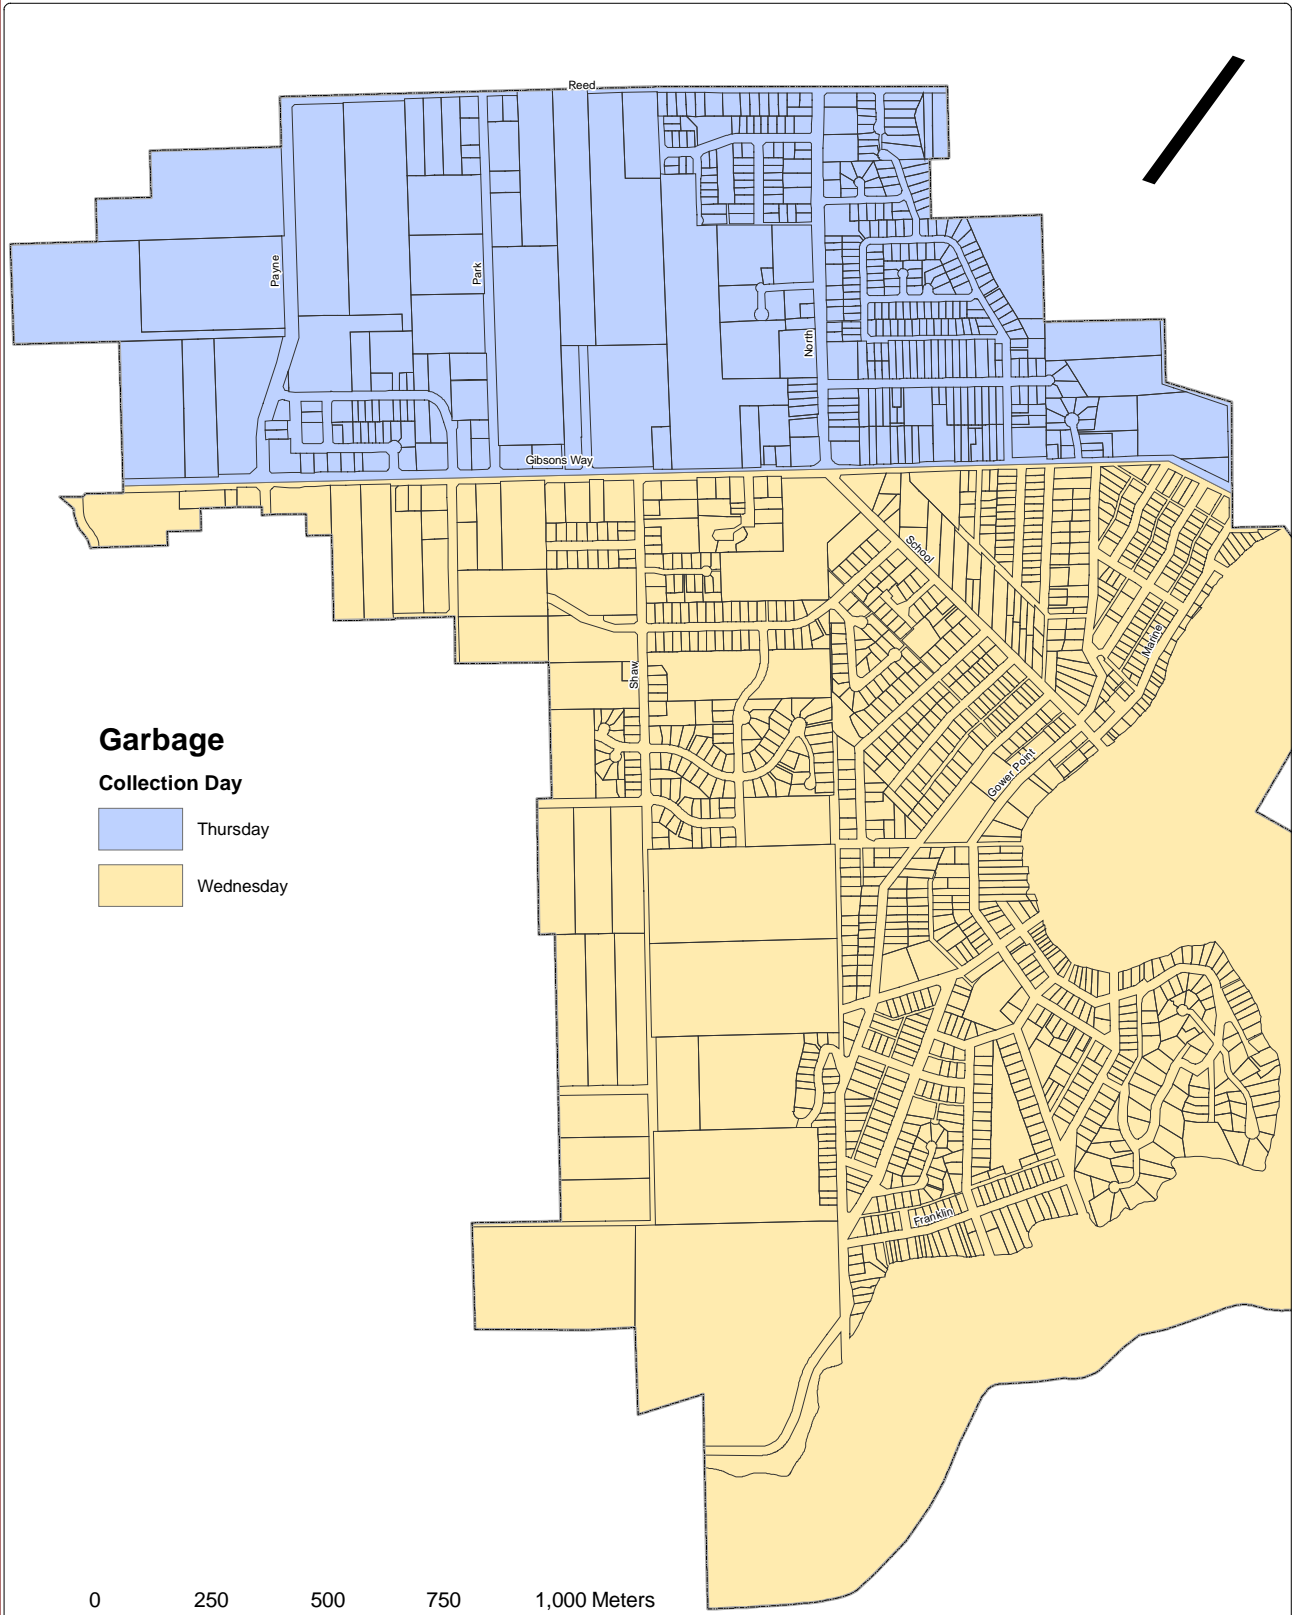 Reed
Payne
Park
North
Gibsons Way
School
Marine
Shaw
Garbage
Collection Day
Thursday
Wednesday
Gower Point
Franklin
0 250 500 750 1,000 Meters